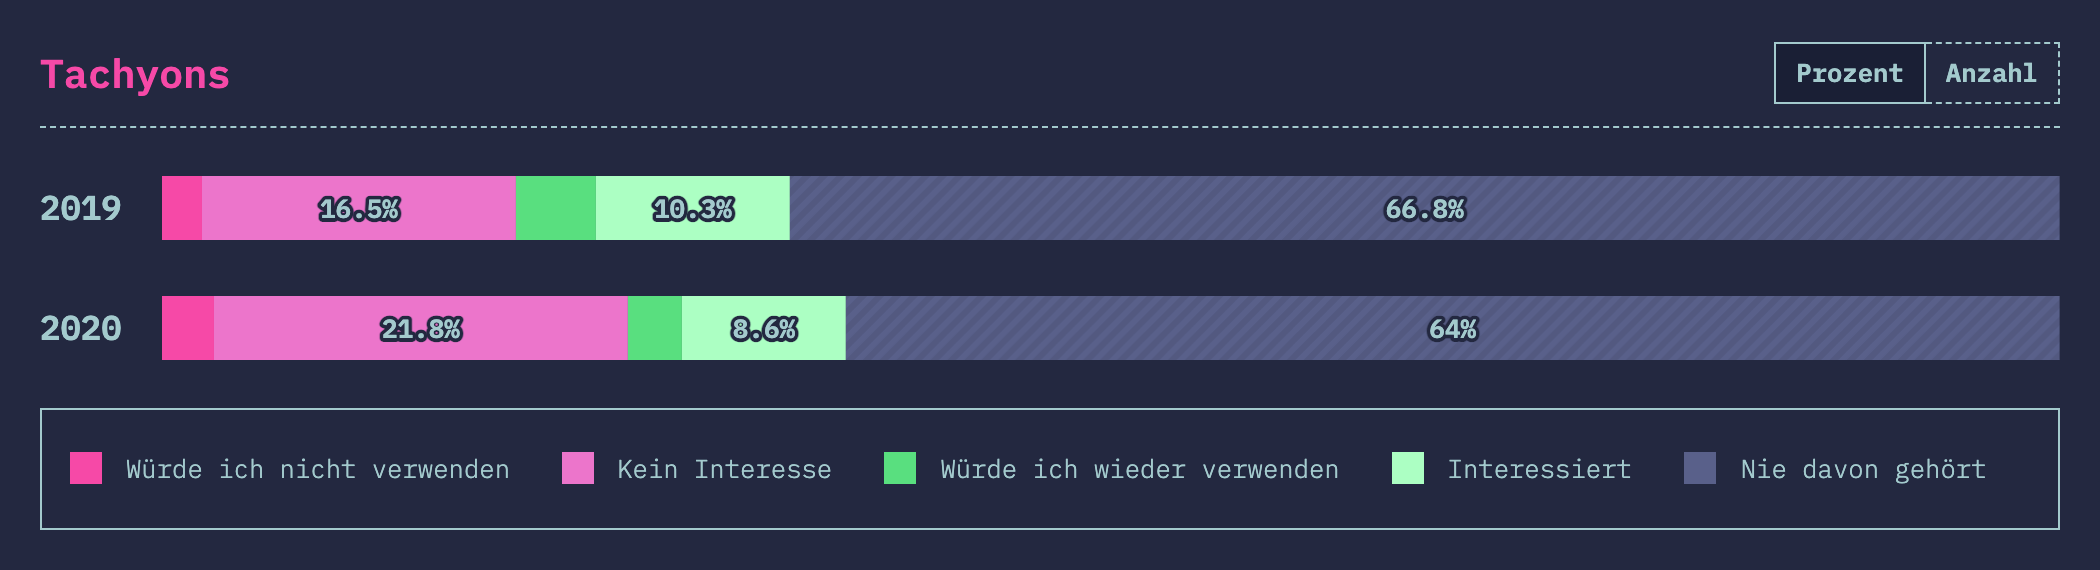 Tachyons
Prozent Anzahl
2019 16.5% 10.3% 66.8%
2020 21.8% 8.6% 64%
Würde ich nicht verwenden Kein Interesse Würde ich wieder verwenden Interessiert Nie davon gehört